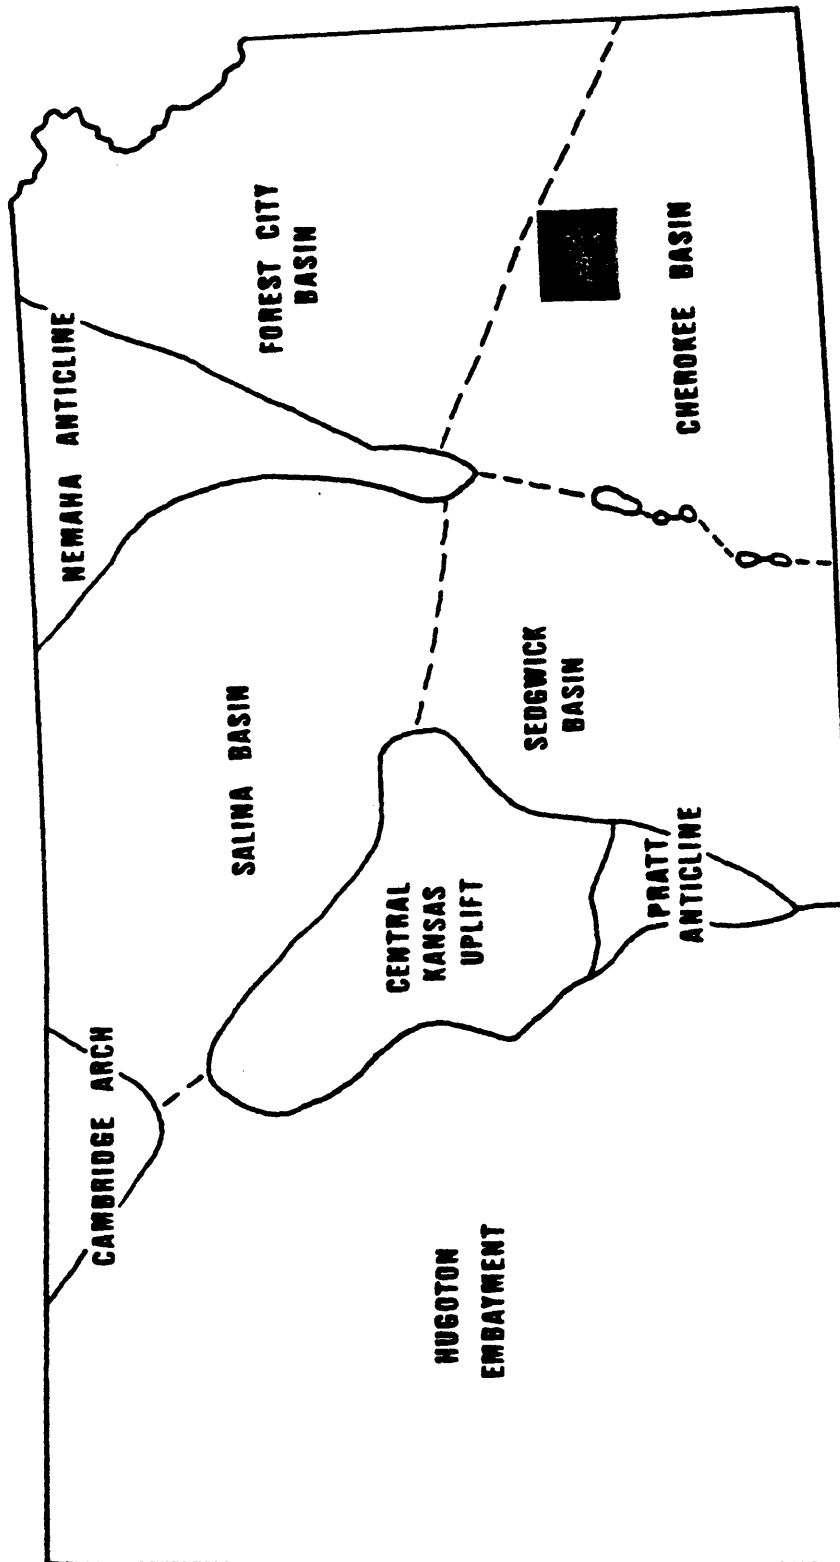 CAMBRIDGE ARCH
NEMAHA ANTICLINE
SALINA BASIN
FOREST CITY
BASIN
CENTRAL
KANSAS
UPLIFT
HUGOTON
EMBAYMENT
SEDGWICK
BASIN
PRATT
ANTICLINE
CHEROKEE BASIN